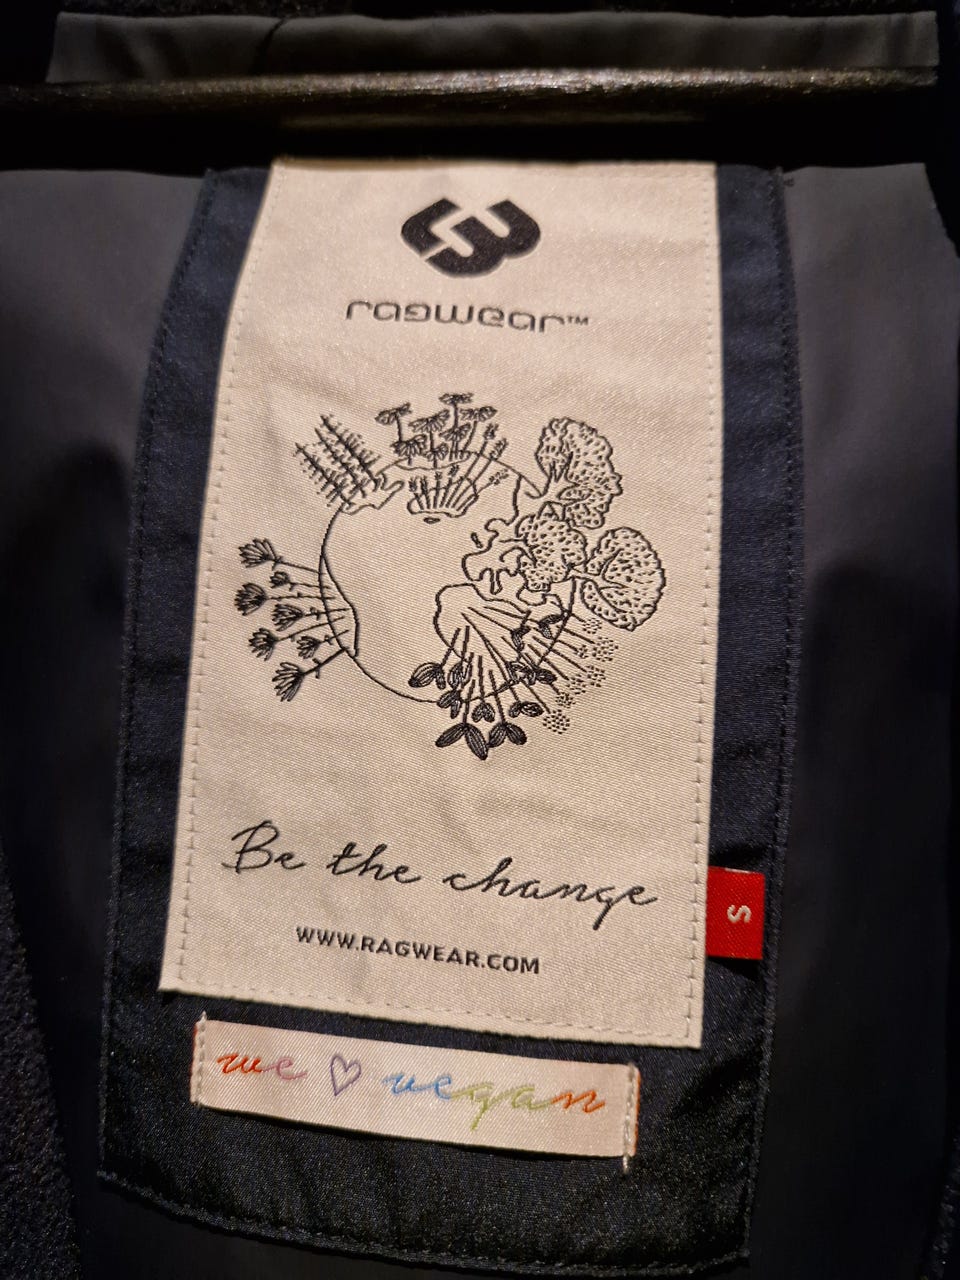 ragwear™
Be the change
WWW.RAGWEAR.COM
S
we ♡ vegan